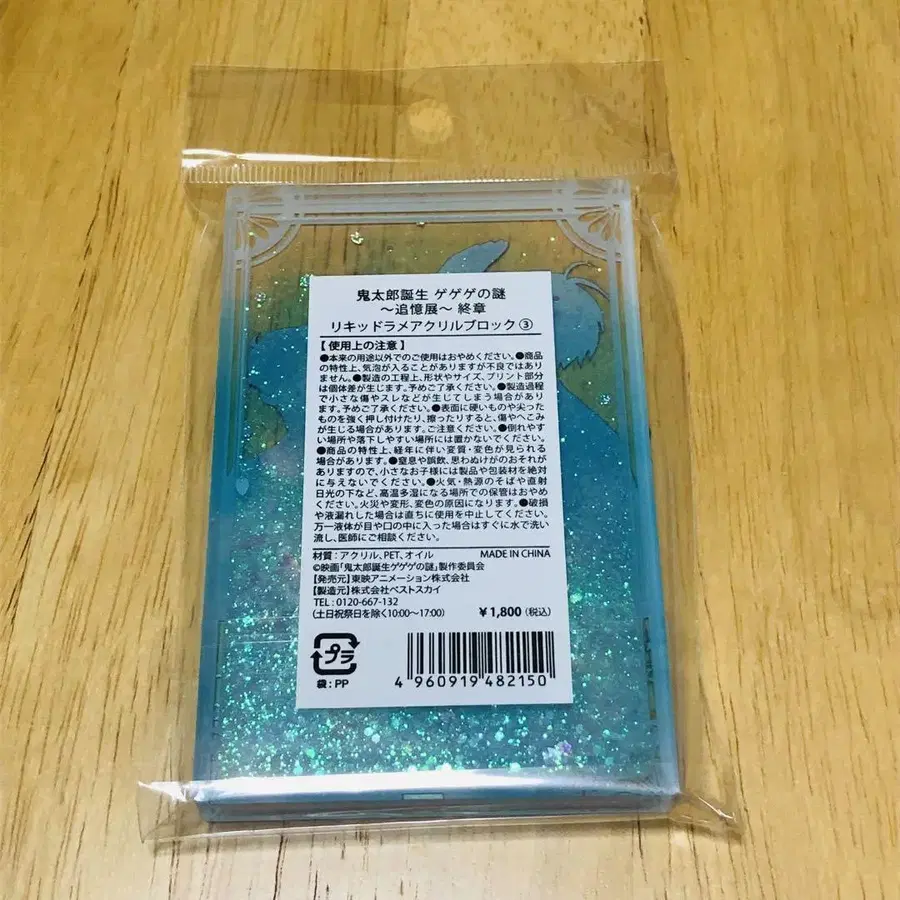 鬼太郎誕生 ゲゲゲの謎
～追憶展～ 終章
リキッドラメアクリルブロック③
【使用上の注意】
●本来の用途以外でのご使用はおやめください。●商品
の特性上、気泡が入ることがありますが不良ではあり
ません。●製造の工程上、形状やサイズ、プリント部分
は個体差が生じます。予めご了承ください。●製造過程
で小さな傷やスレなどが生じてしまう場合があり
ます。予めご了承ください。●表面に硬いものや尖った
ものを強く押し付けたり、擦ったりすると、傷やへこみ
が生じる場合があります。ご注意ください。●倒れやす
い場所や落下しやすい場所には置かないでください。
●商品の特性上、経年に伴い変質・変色が見られる
場合があります。●窒息や誤飲、思わぬけがのおそれが
ありますので、小さなお子様には製品や包装材を絶対
に与えないでください。●火気・熱源のそばや直射
日光の下など、高温多湿になる場所での保管はおやめ
ください。火災や変形、変色の原因になります。●破損
や液漏れした場合は直ちに使用を中止してください。
万一液体が目や口の中に入った場合はすぐに水で洗い
流し、医師にご相談ください。
材質：アクリル、PET、オイル MADE IN CHINA
©映画「鬼太郎誕生ゲゲゲの謎」製作委員会
【発売元】東映アニメーション株式会社
【製造元】株式会社ベストスカイ
TEL：0120-667-132
(土日祝祭日を除く10:00～17:00) ¥1,800(税込)
プラ
袋：PP
4 960919 482150